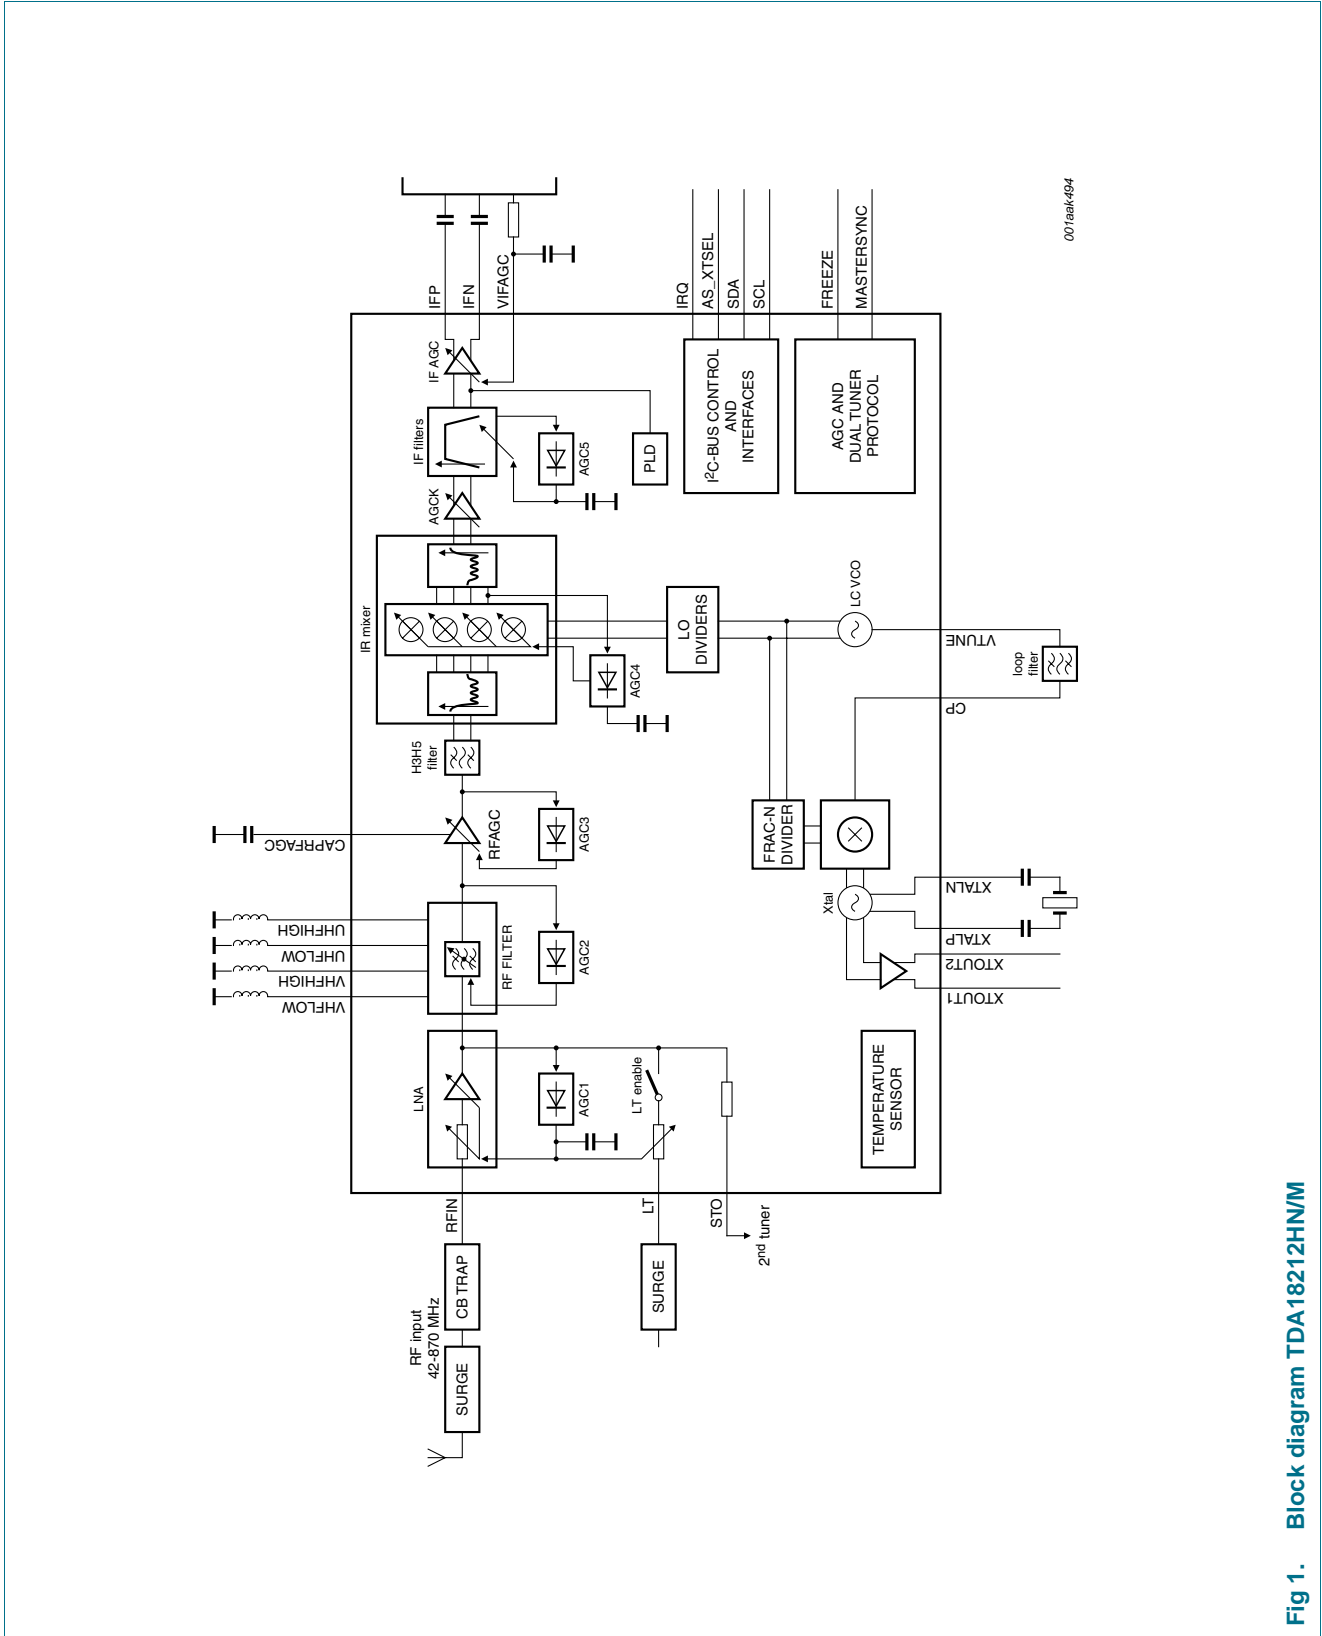 RF input
42-870 MHz
SURGE
CB TRAP
RFIN
LNA
AGC1
LT enable
SURGE
LT
STO
2nd tuner
VHFLOW
VHFHIGH
UHFLOW
UHFHIGH
RF FILTER
AGC2
CAPRFAGC
RFAGC
AGC3
H3H5
filter
IR mixer
AGC4
AGCK
IF filters
AGC5
PLD
IF AGC
IFP
IFN
VIFAGC
IRQ
AS_XTSEL
SDA
SCL
I2C-BUS CONTROL
AND
INTERFACES
FREEZE
MASTERSYNC
AGC AND
DUAL TUNER
PROTOCOL
LO
DIVIDERS
LC VCO
VTUNE
loop
filter
CP
FRAC-N
DIVIDER
Xtal
XTALN
XTALP
XTOUT2
XTOUT1
TEMPERATURE
SENSOR
001aak494
Fig 1. Block diagram TDA18212HN/M